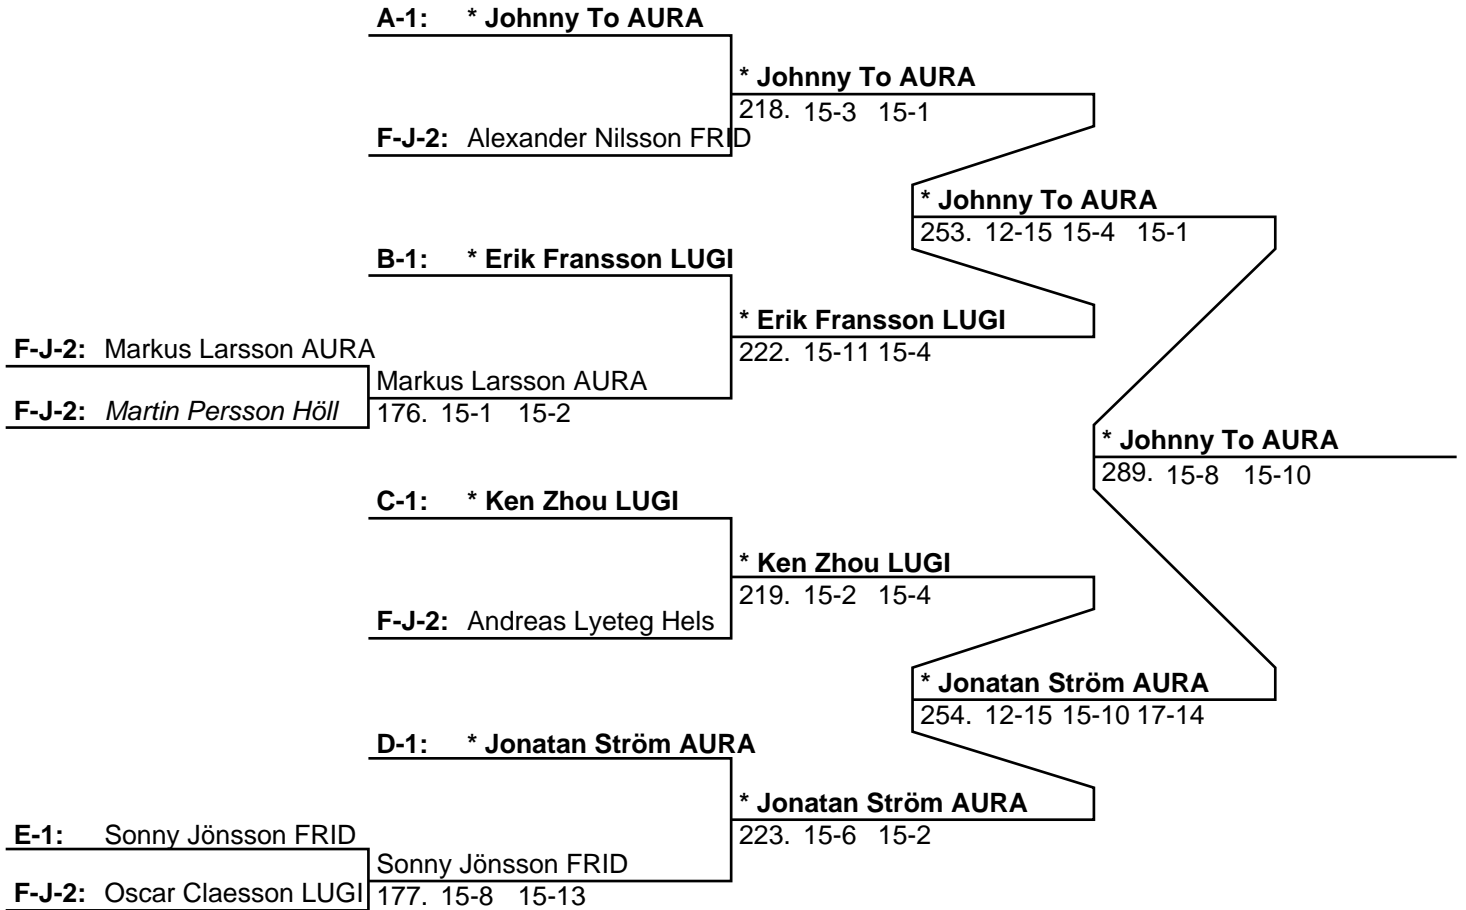 A-1: * Johnny To AURA
* Johnny To AURA
218. 15-3 15-1
F-J-2: Alexander Nilsson FRID
* Johnny To AURA
253. 12-15 15-4 15-1
B-1: * Erik Fransson LUGI
* Erik Fransson LUGI
222. 15-11 15-4
F-J-2: Markus Larsson AURA
Markus Larsson AURA
176. 15-1 15-2
F-J-2: Martin Persson Höll
* Johnny To AURA
289. 15-8 15-10
C-1: * Ken Zhou LUGI
* Ken Zhou LUGI
219. 15-2 15-4
F-J-2: Andreas Lyeteg Hels
* Jonatan Ström AURA
254. 12-15 15-10 17-14
D-1: * Jonatan Ström AURA
* Jonatan Ström AURA
223. 15-6 15-2
E-1: Sonny Jönsson FRID
Sonny Jönsson FRID
177. 15-8 15-13
F-J-2: Oscar Claesson LUGI